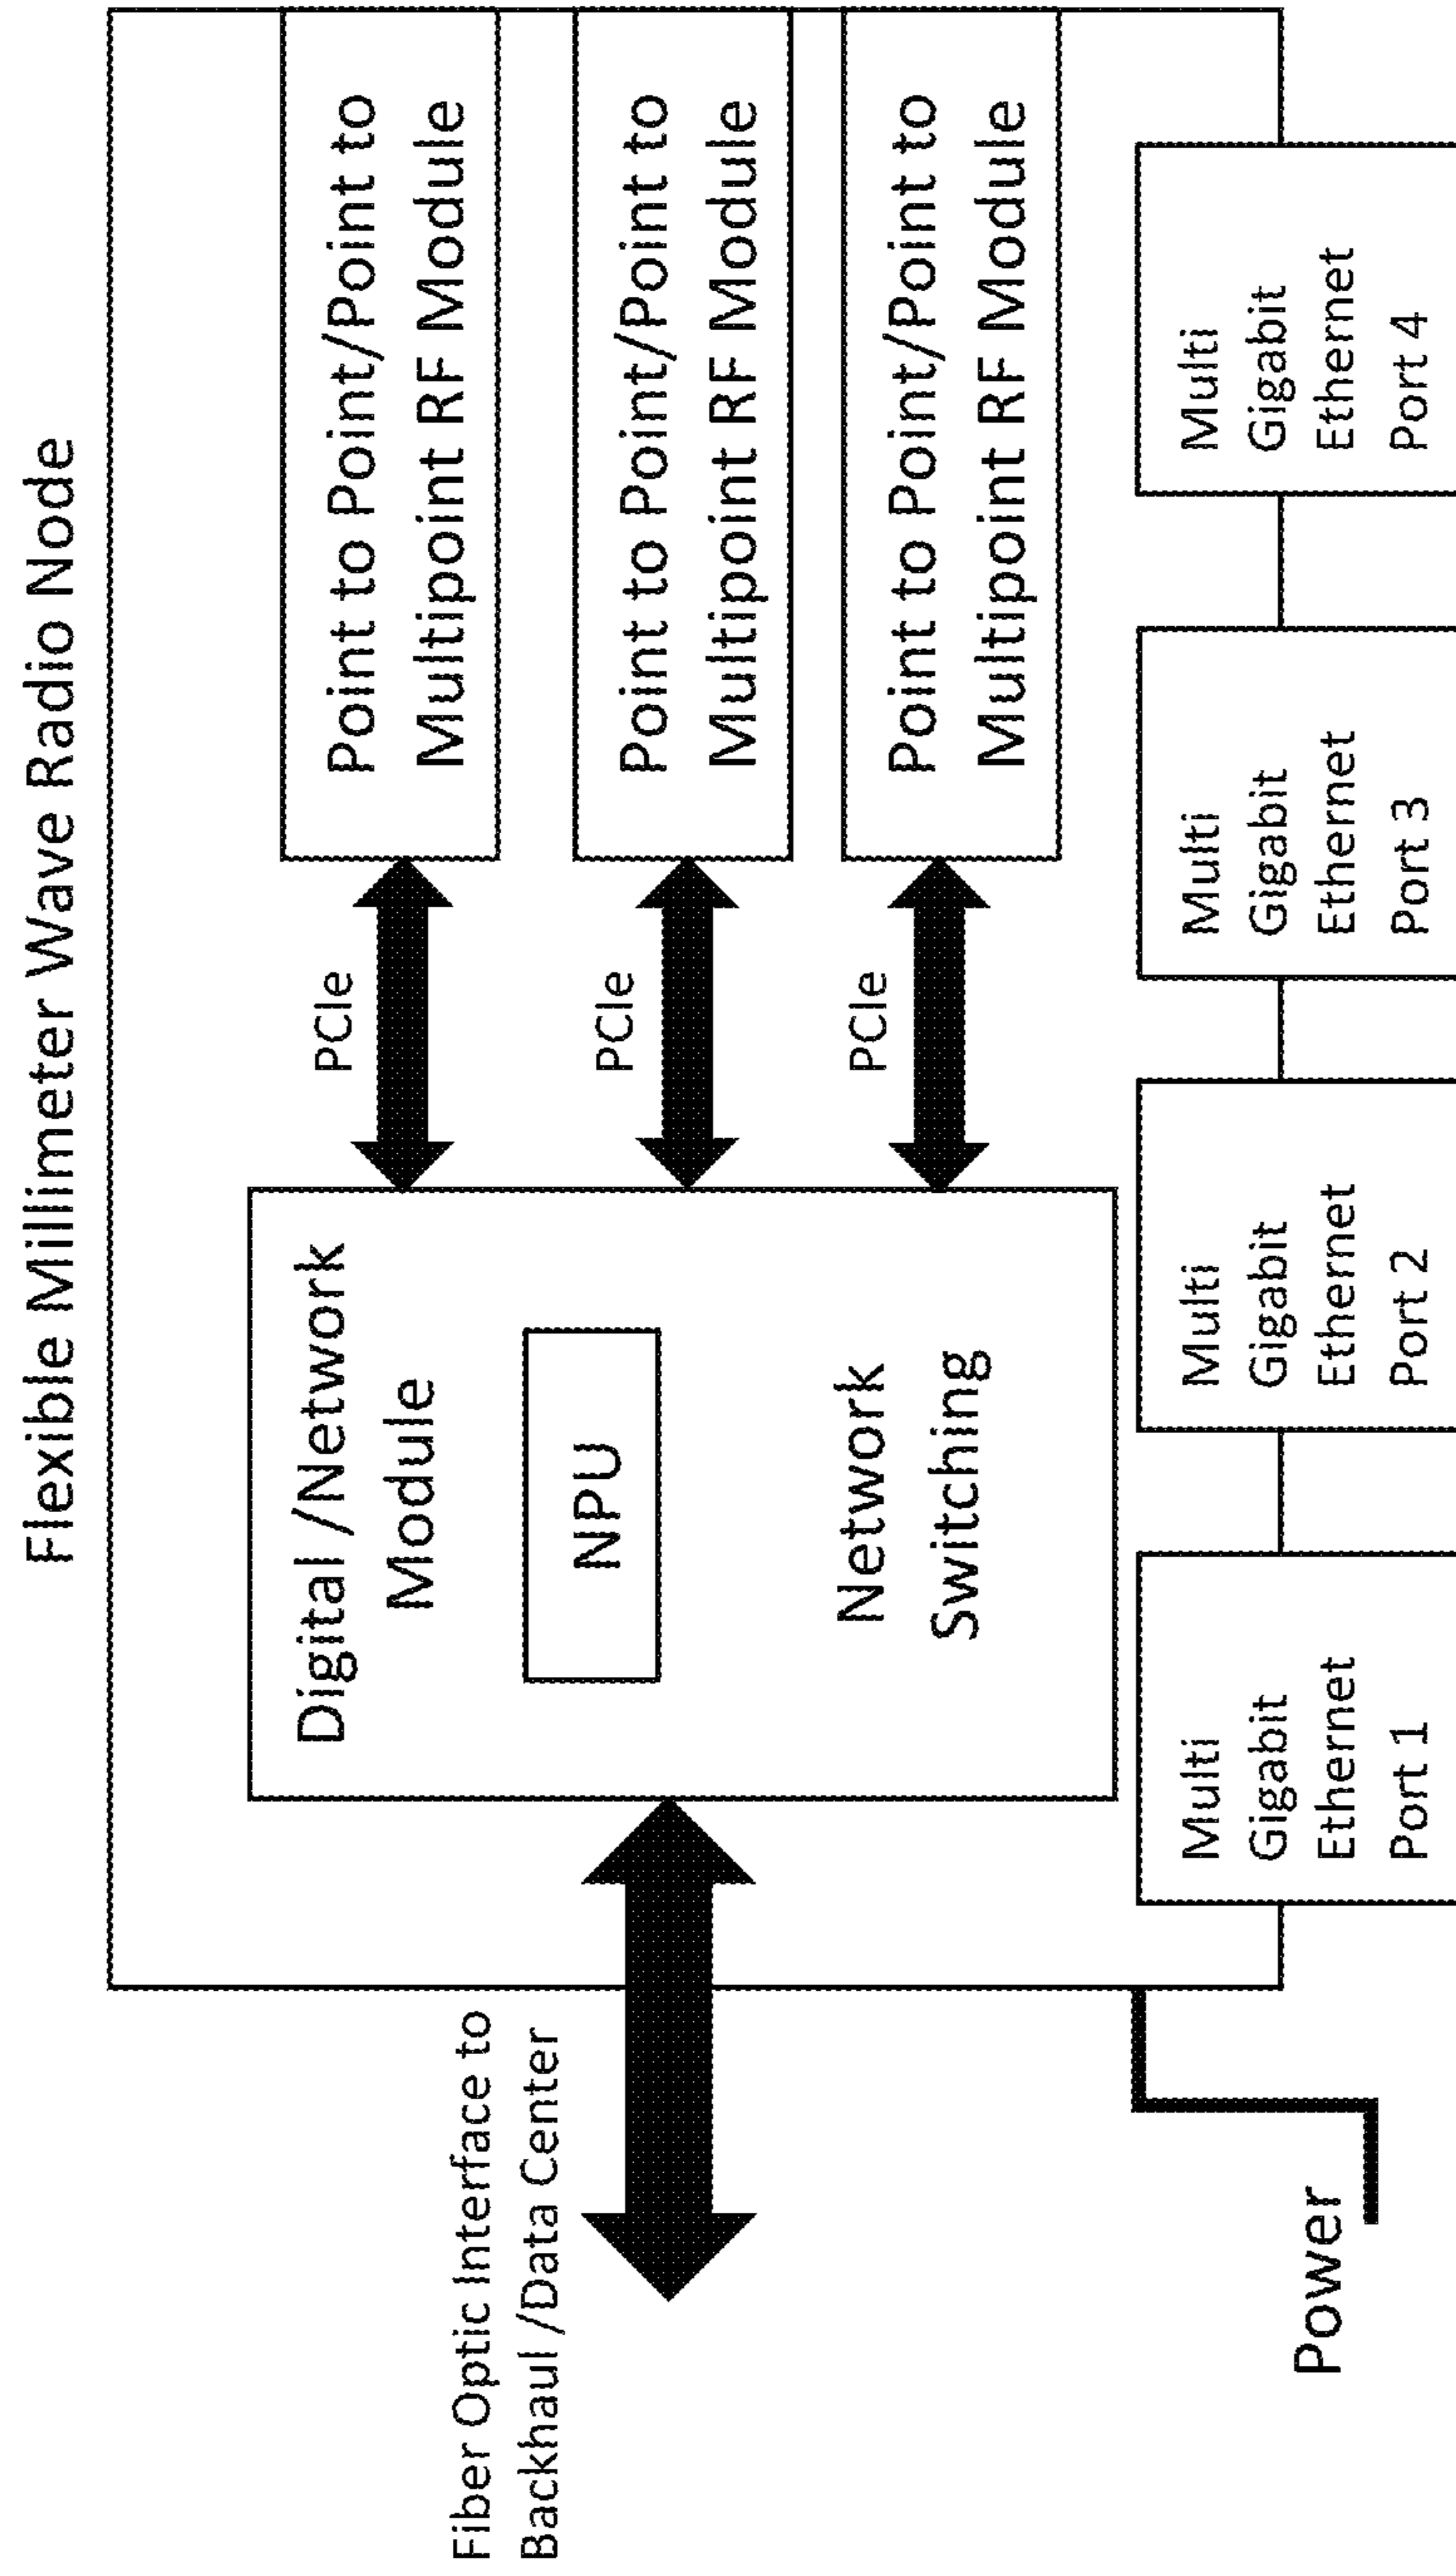 Flexible Millimeter Wave Radio Node
Fiber Optic Interface to
Backhaul /Data Center
Digital /Network
Module
NPU
Network
Switching
PCIe
PCIe
PCIe
Point to Point/Point to
Multipoint RF Module
Point to Point/Point to
Multipoint RF Module
Point to Point/Point to
Multipoint RF Module
Power
Multi
Gigabit
Ethernet
Port 1
Multi
Gigabit
Ethernet
Port 2
Multi
Gigabit
Ethernet
Port 3
Multi
Gigabit
Ethernet
Port 4